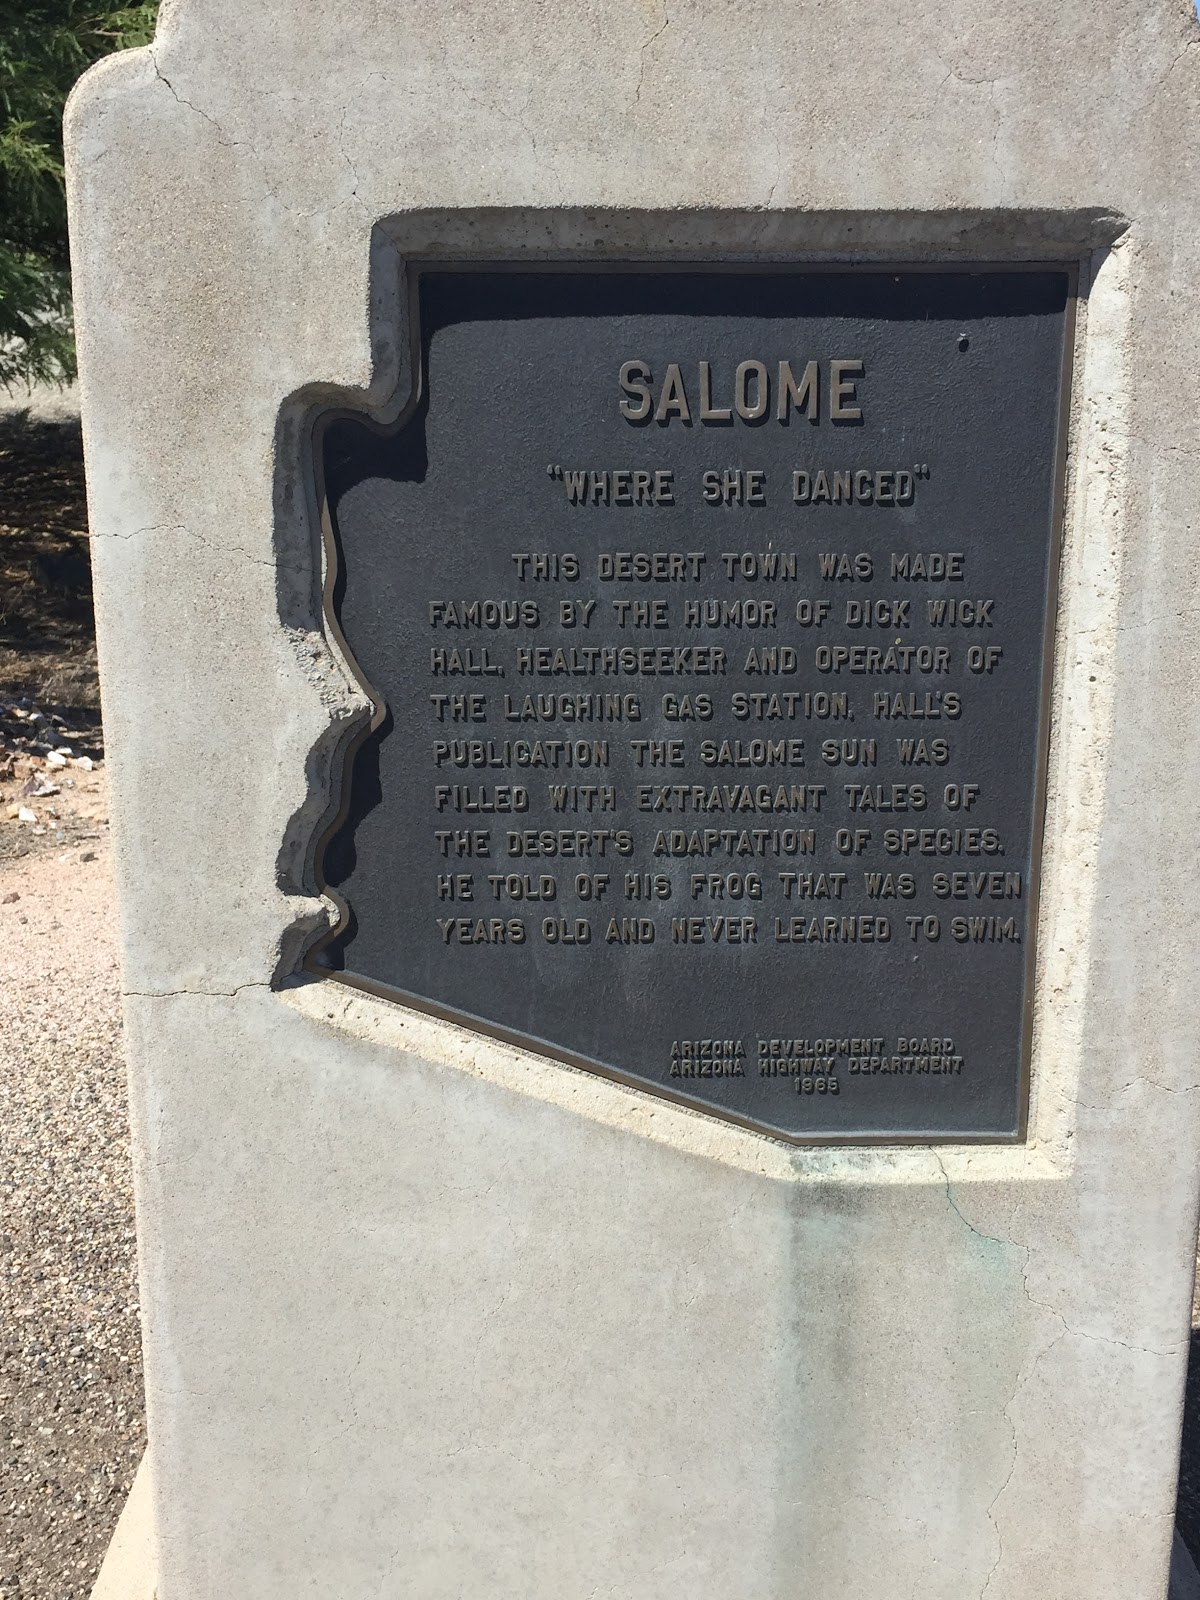 SALOME
"WHERE SHE DANCED"
THIS DESERT TOWN WAS MADE
FAMOUS BY THE HUMOR OF DICK WICK
HALL, HEALTHSEEKER AND OPERATOR OF
THE LAUGHING GAS STATION, HALL'S
PUBLICATION THE SALOME SUN WAS
FILLED WITH EXTRAVAGANT TALES OF
THE DESERT'S ADAPTATION OF SPECIES.
HE TOLD OF HIS FROG THAT WAS SEVEN
YEARS OLD AND NEVER LEARNED TO SWIM.
ARIZONA DEVELOPMENT BOARD
ARIZONA HIGHWAY DEPARTMENT
1965